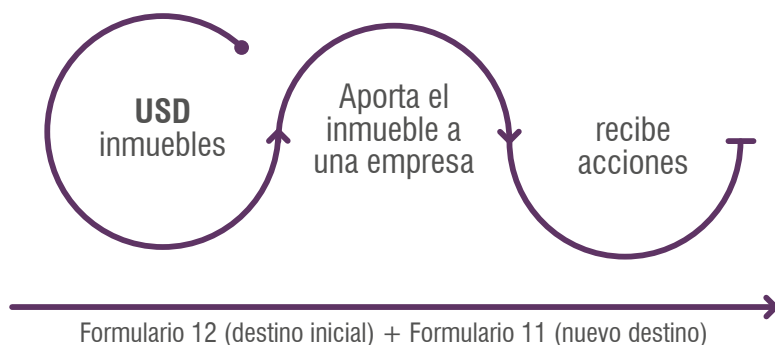 USD
inmuebles
Aporta el
inmueble a
una empresa
recibe
acciones
Formulario 12 (destino inicial) + Formulario 11 (nuevo destino)